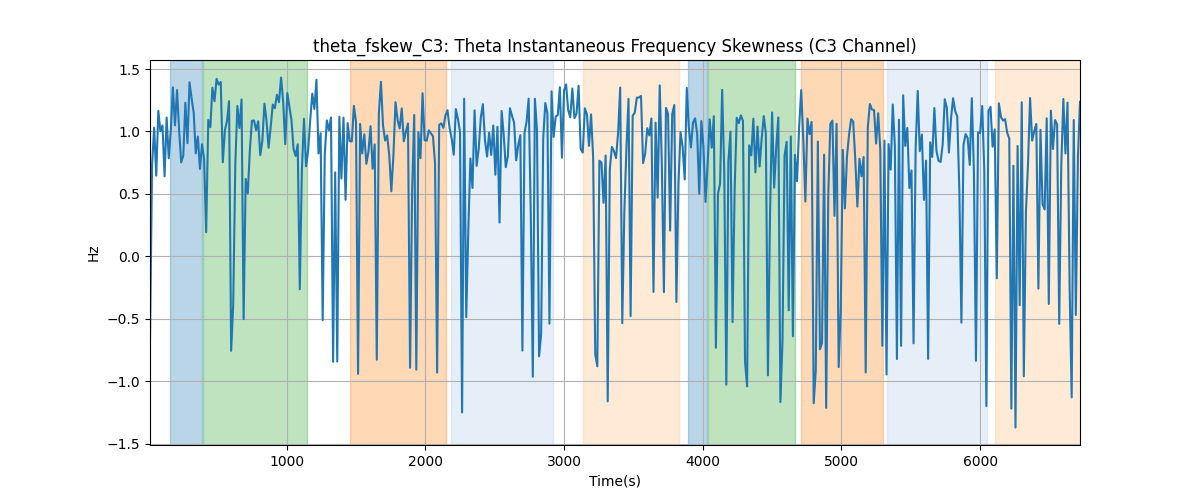 theta_fskew_C3: Theta Instantaneous Frequency Skewness (C3 Channel)
1.5
1.0
0.5
0.0
−0.5
−1.0
−1.5
Hz
1000 2000 3000 4000 5000 6000
Time(s)